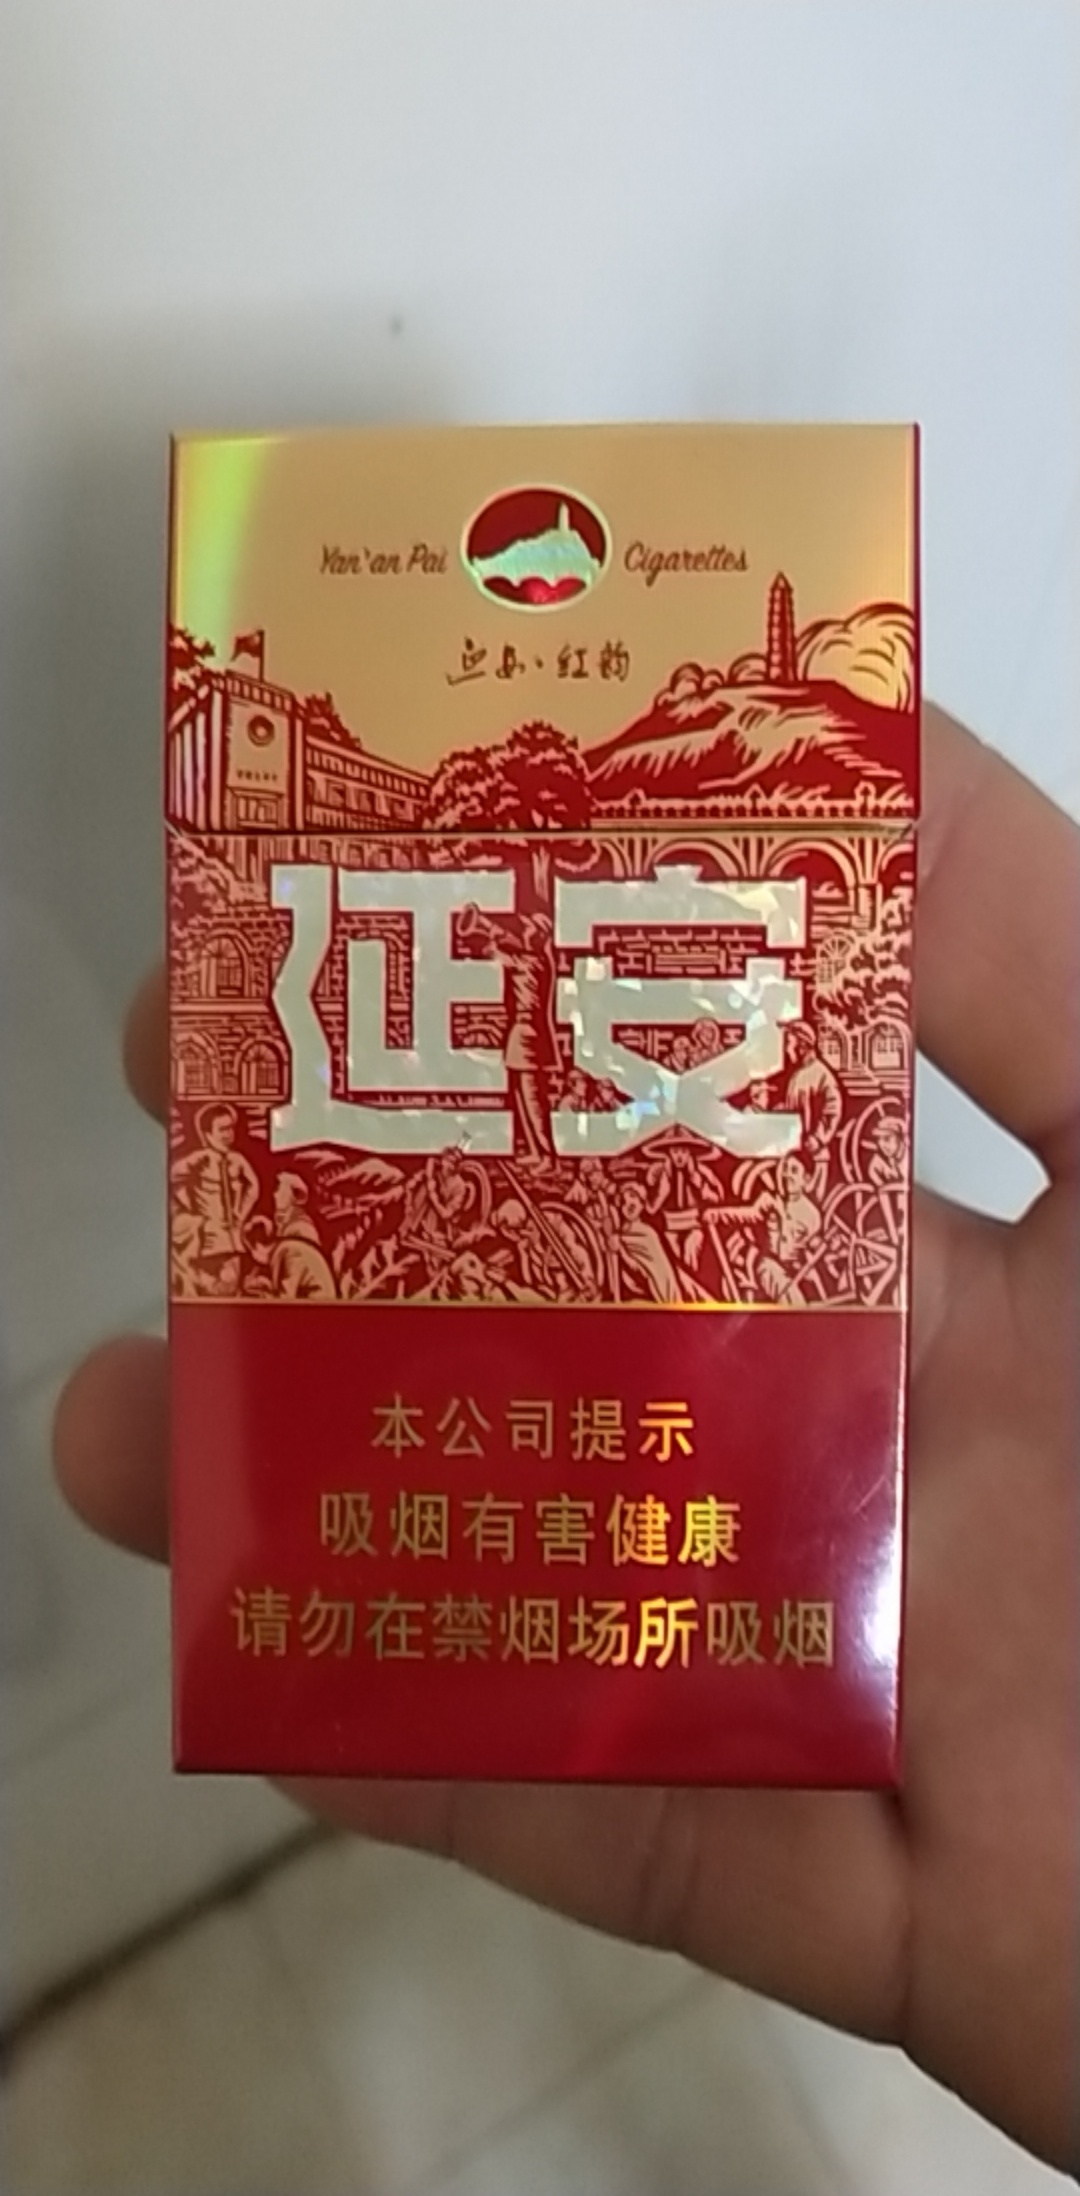 Yan'an Pai Cigarettes
延安·红韵
延安
本公司提示
吸烟有害健康
请勿在禁烟场所吸烟